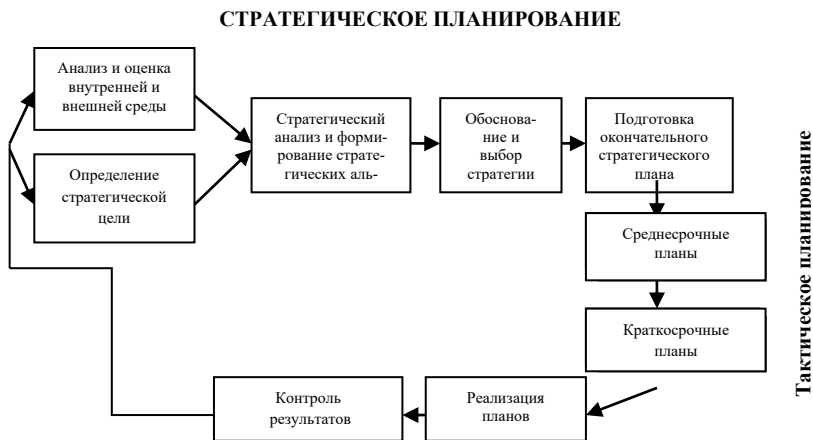 СТРАТЕГИЧЕСКОЕ ПЛАНИРОВАНИЕ
Анализ и оценка
внутренней и
внешней среды
Определение
стратегической
цели
Стратегический
анализ и форми-
рование страте-
гических аль-
Обоснова-
ние и
выбор
стратегии
Подготовка
окончательного
стратегического
плана
Среднесрочные
планы
Краткосрочные
планы
Тактическое планирование
Реализация
планов
Контроль
результатов